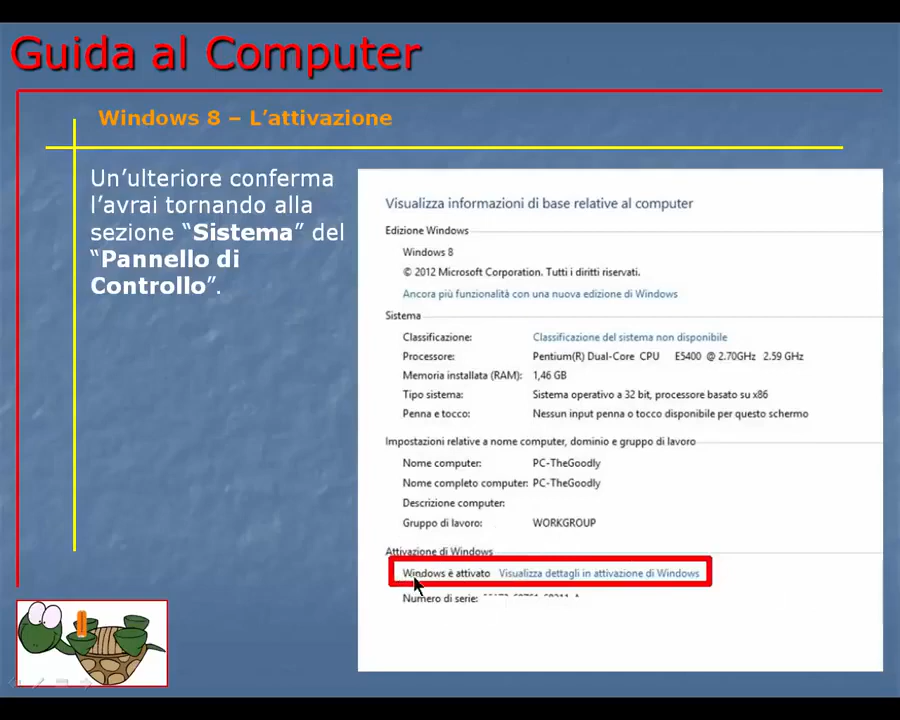 Guida al Computer
Windows 8 – L'attivazione
Un'ulteriore conferma
l'avrai tornando alla
sezione “Sistema” del
“Pannello di
Controllo”.
Visualizza informazioni di base relative al computer
Edizione Windows
Windows 8
© 2012 Microsoft Corporation. Tutti i diritti riservati.
Ancora più funzionalità con una nuova edizione di Windows
Sistema
Classificazione: Classificazione del sistema non disponibile
Processore: Pentium(R) Dual-Core CPU E5400 @ 2.70GHz 2.59 GHz
Memoria installata (RAM): 1,46 GB
Tipo sistema: Sistema operativo a 32 bit, processore basato su x86
Penna e tocco: Nessun input penna o tocco disponibile per questo schermo
Impostazioni relative a nome computer, dominio e gruppo di lavoro
Nome computer: PC-TheGoodly
Nome completo computer: PC-TheGoodly
Descrizione computer:
Gruppo di lavoro: WORKGROUP
Attivazione di Windows
Windows è attivato Visualizza dettagli in attivazione di Windows
Numero di serie: